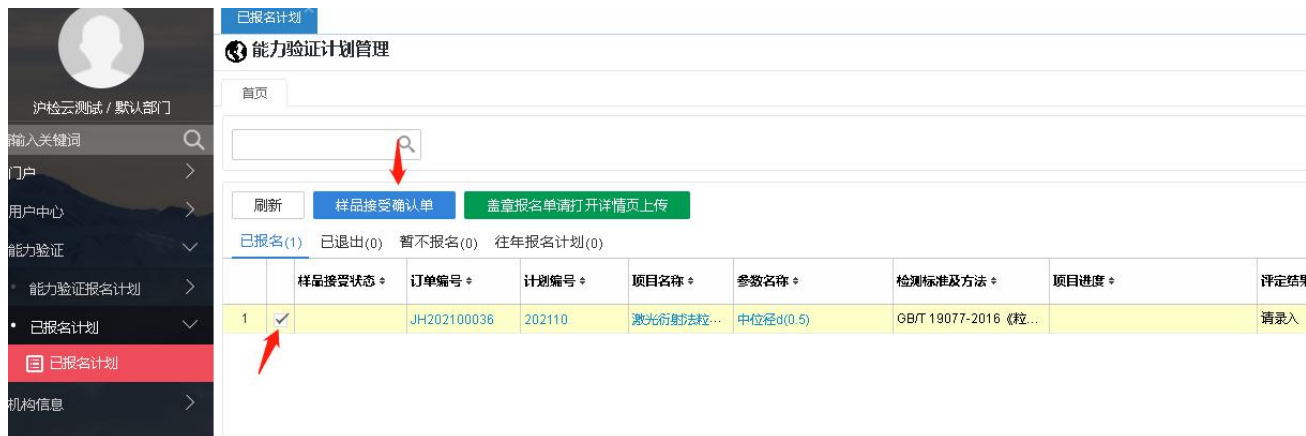 已报名计划
能力验证计划管理
首页
沪检云测试 / 默认部门
输入关键词
门户
用户中心
能力验证
能力验证报名计划
已报名计划
已报名计划
机构信息
刷新 样品接受确认单 盖章报名单请打开详情页上传
已报名(1) 已退出(0) 暂不报名(0) 往年报名计划(0)
样品接受状态 订单编号 计划编号 项目名称 参数名称 检测标准及方法 项目进度 评定结果
1 JH202100036 202110 激光衍射法粒... 中位径d(0.5) GB/T 19077-2016 《粒... 请录入